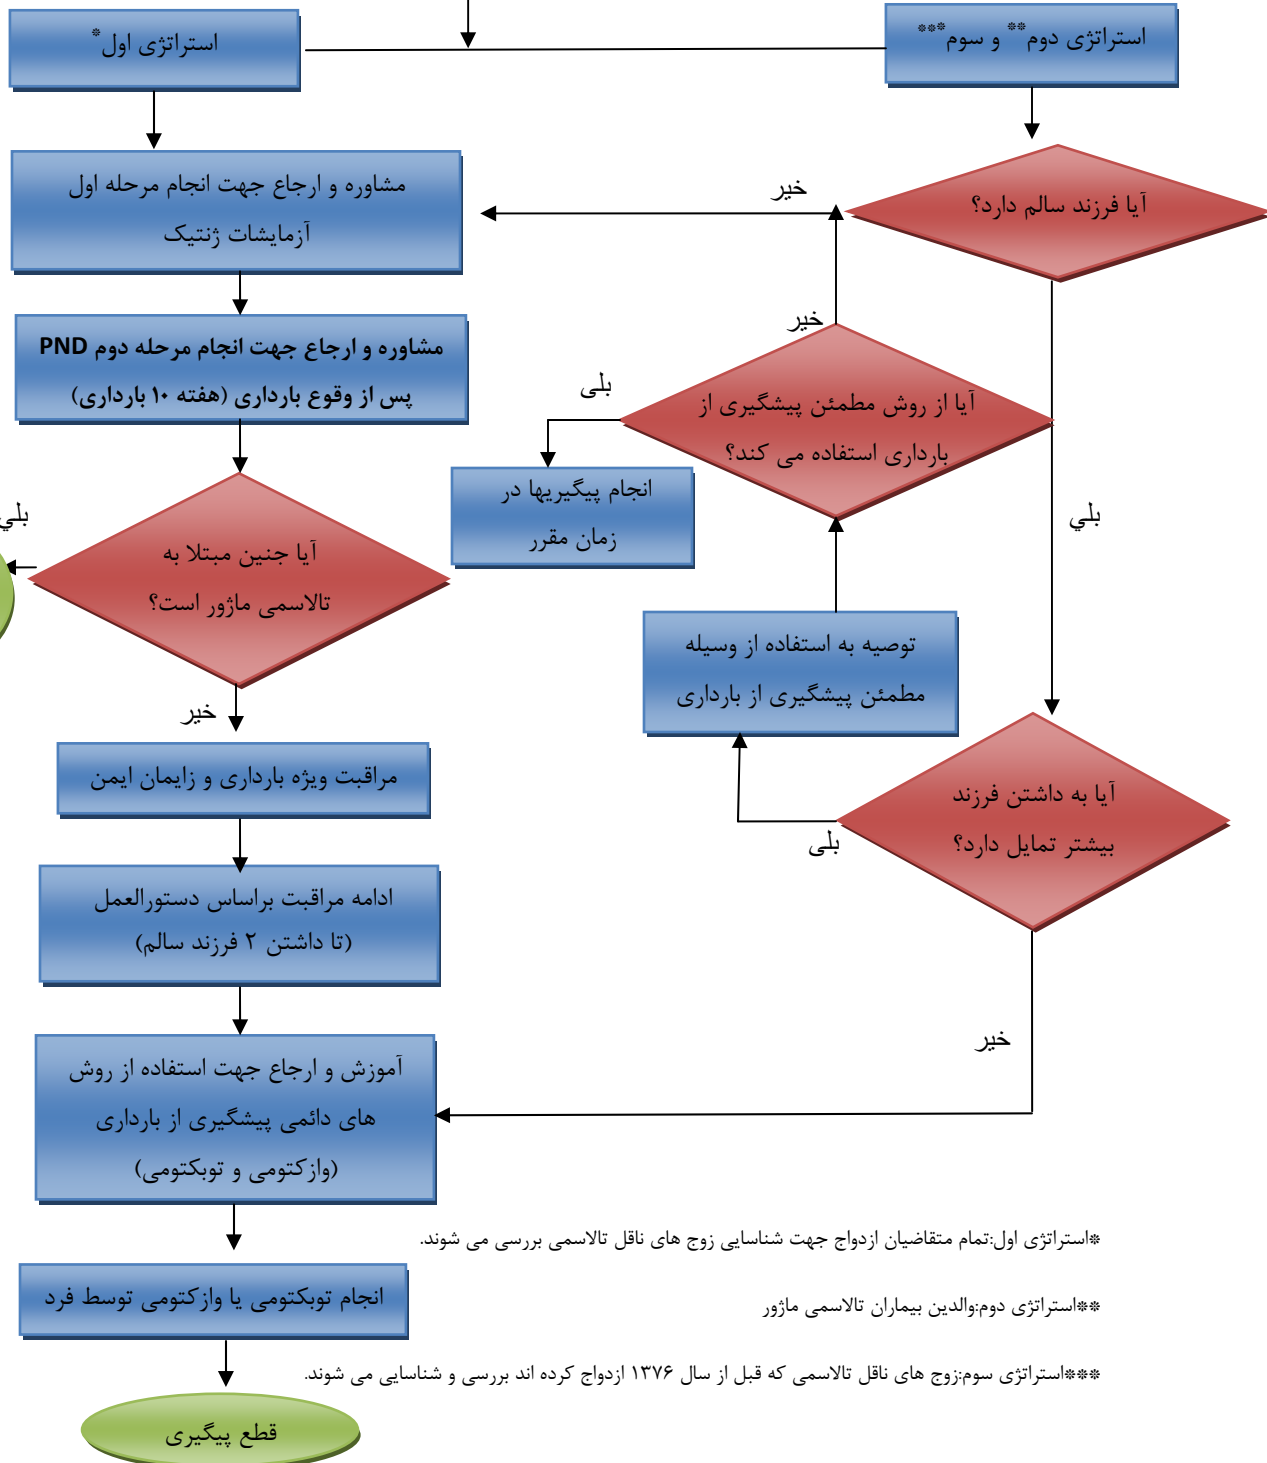 استراتژی دوم** و سوم***
استراتژی اول*
آیا فرزند سالم دارد؟
خیر
مشاوره و ارجاع جهت انجام مرحله اول
آزمایشات ژنتیک
خیر
مشاوره و ارجاع جهت انجام مرحله دوم PND
پس از وقوع بارداری (هفته ۱۰ بارداری)
آیا از روش مطمئن پیشگیری از
بارداری استفاده می کند؟
بلی
انجام پیگیریها در
زمان مقرر
بلي
بلي
آیا جنین مبتلا به
تالاسمی ماژور است؟
خیر
توصیه به استفاده از وسیله
مطمئن پیشگیری از بارداری
آیا به داشتن فرزند
بیشتر تمایل دارد؟
بلی
مراقبت ویژه بارداری و زایمان ایمن
ادامه مراقبت براساس دستورالعمل
(تا داشتن ۲ فرزند سالم)
خیر
آموزش و ارجاع جهت استفاده از روش
های دائمی پیشگیری از بارداری
(وازکتومی و توبکتومی)
*استراتژی اول:تمام متقاضیان ازدواج جهت شناسایی زوج های ناقل تالاسمی بررسی می شوند.
انجام توبکتومی یا وازکتومی توسط فرد
**استراتژی دوم:والدین بیماران تالاسمی ماژور
***استراتژی سوم:زوج های ناقل تالاسمی که قبل از سال ۱۳۷۶ ازدواج کرده اند بررسی و شناسایی می شوند.
قطع پیگیری